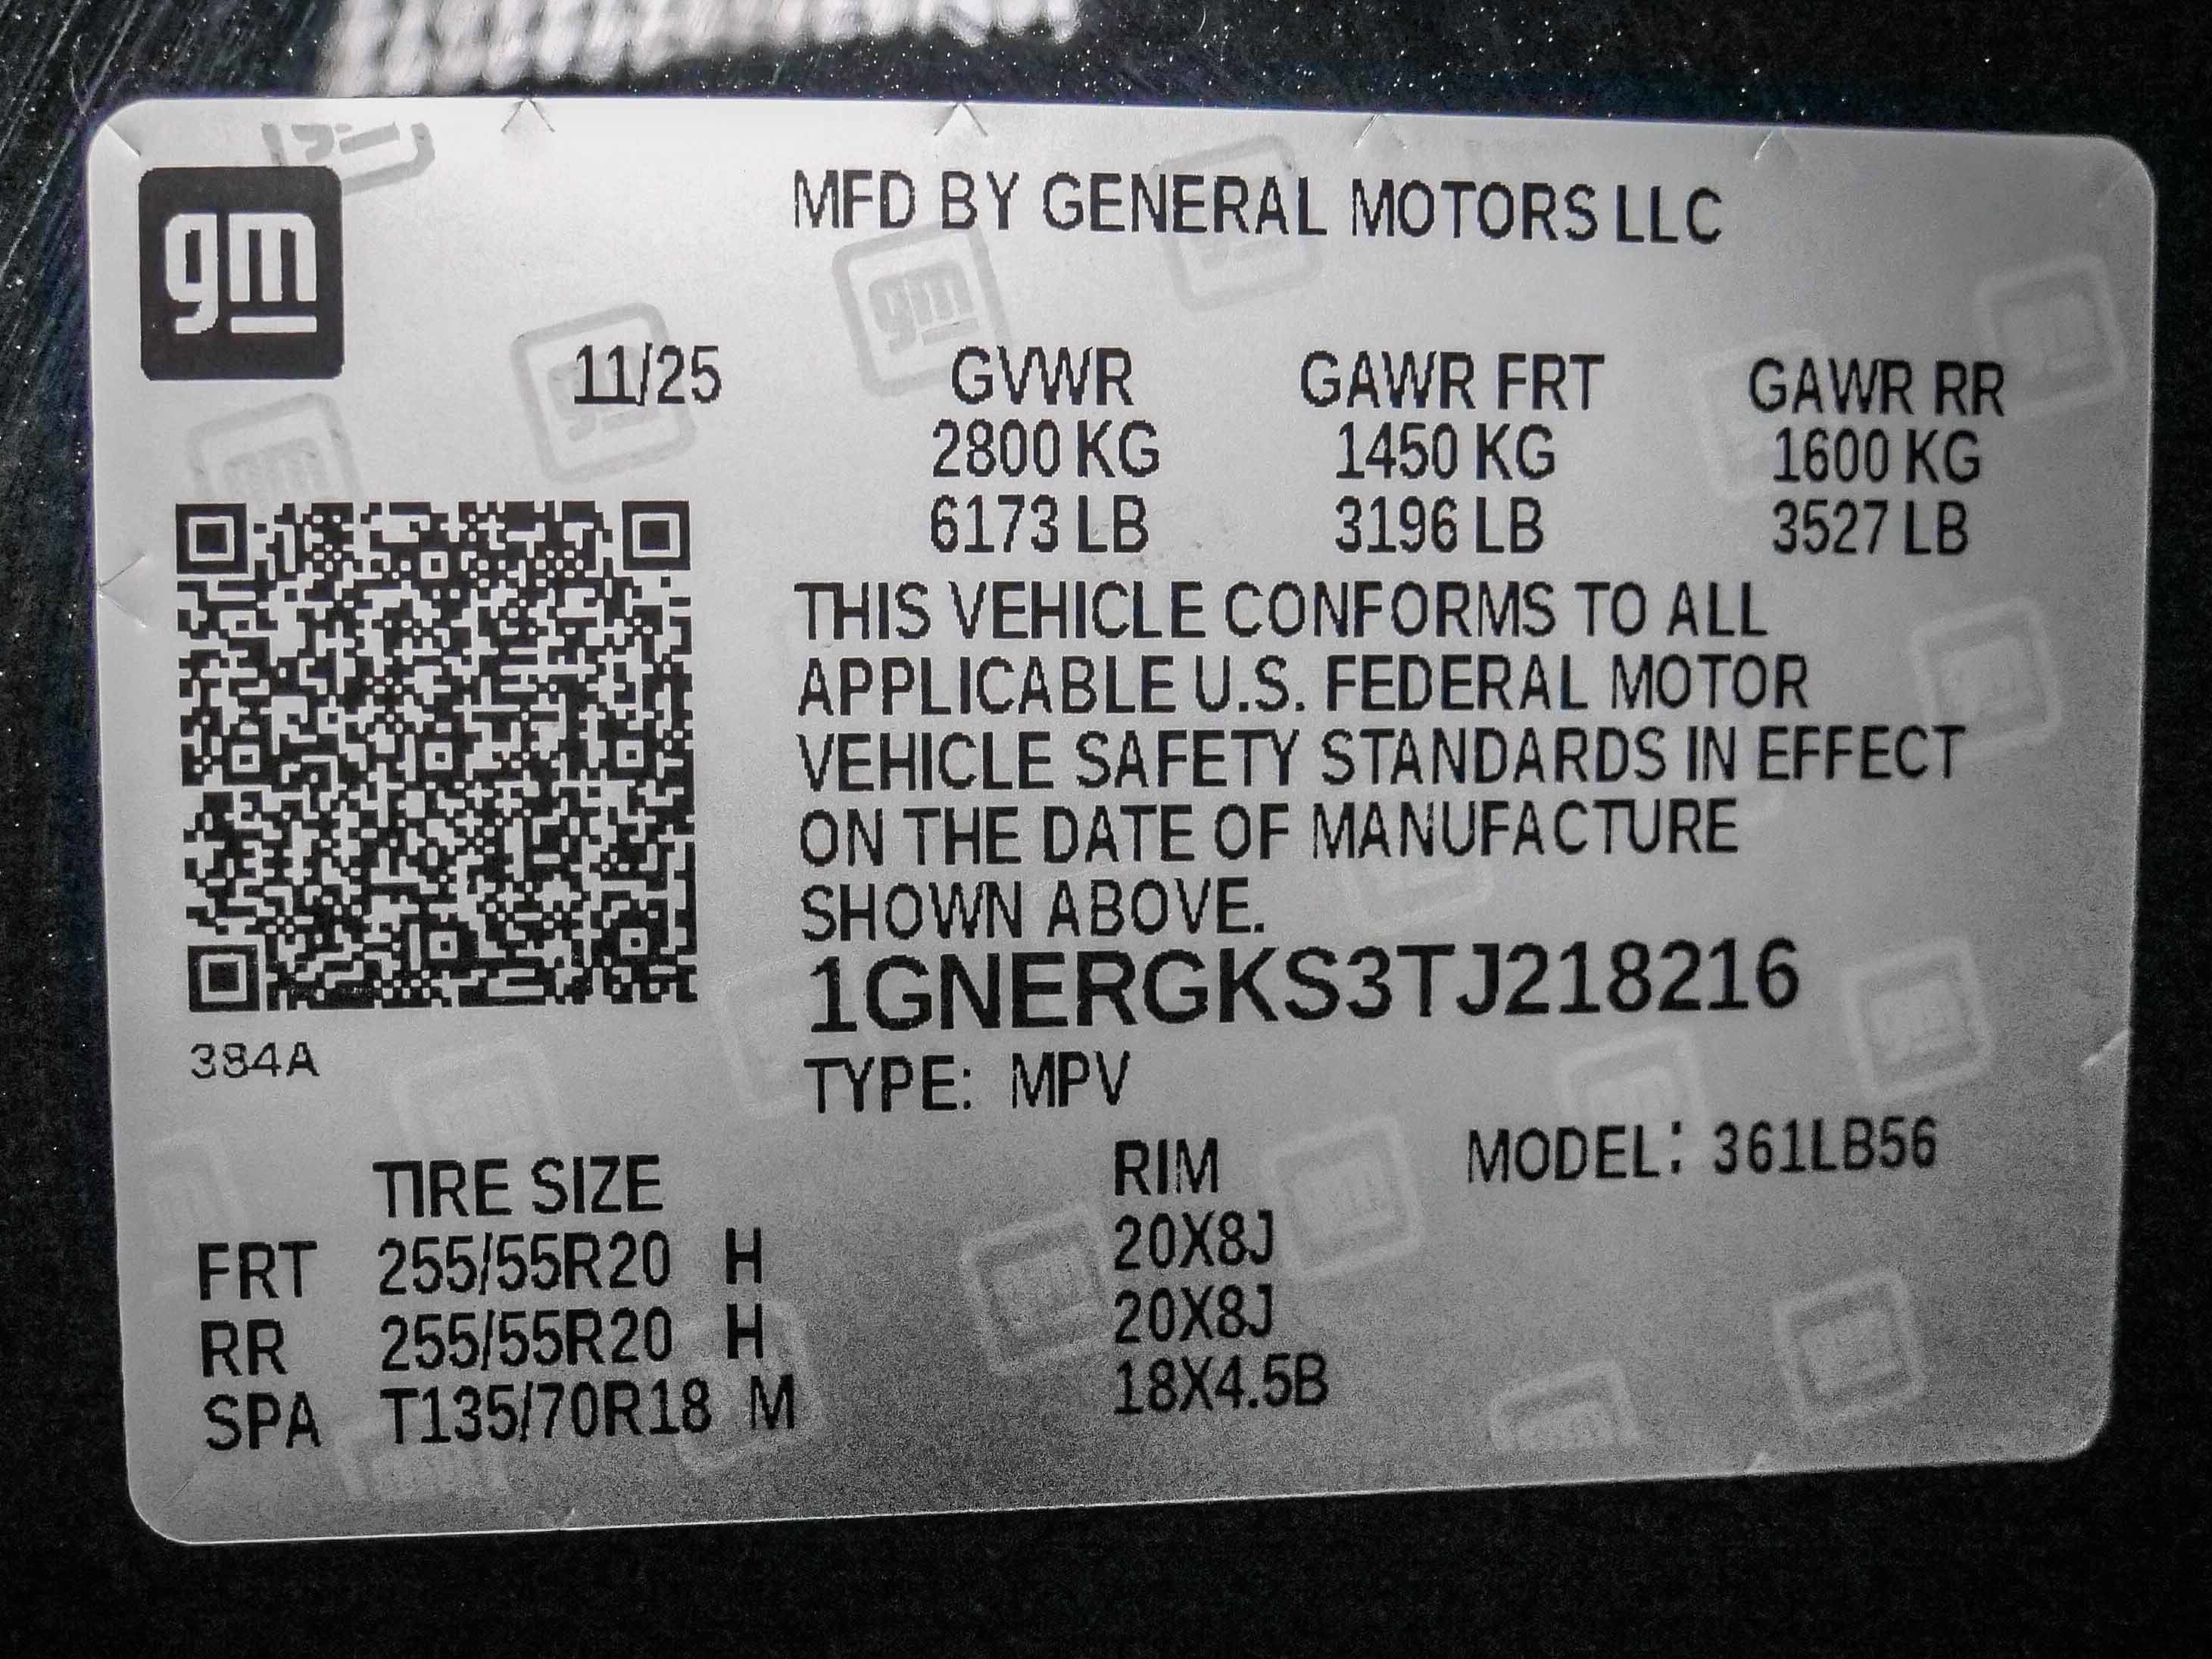 gm
MFD BY GENERAL MOTORS LLC
11/25 GVWR GAWR FRT GAWR RR
2800 KG 1450 KG 1600 KG
6173 LB 3196 LB 3527 LB
THIS VEHICLE CONFORMS TO ALL
APPLICABLE U.S. FEDERAL MOTOR
VEHICLE SAFETY STANDARDS IN EFFECT
ON THE DATE OF MANUFACTURE
SHOWN ABOVE.
1GNERGKS3TJ218216
384A
TYPE: MPV
TIRE SIZE RIM MODEL: 361LB56
FRT 255/55R20 H 20X8J
RR 255/55R20 H 20X8J
SPA T135/70R18 M 18X4.5B